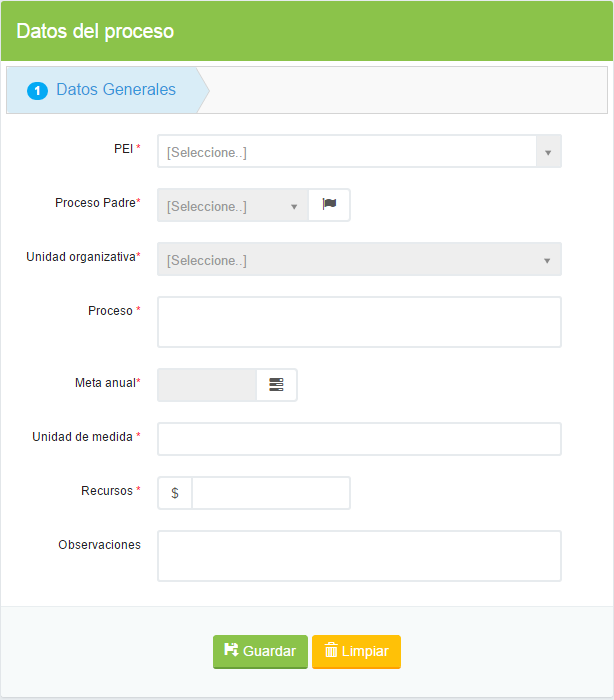 Datos del proceso
1 Datos Generales
PEI * [Seleccione..]
Proceso Padre* [Seleccione..]
Unidad organizativa* [Seleccione..]
Proceso *
Meta anual*
Unidad de medida *
Recursos * $
Observaciones
Guardar Limpiar